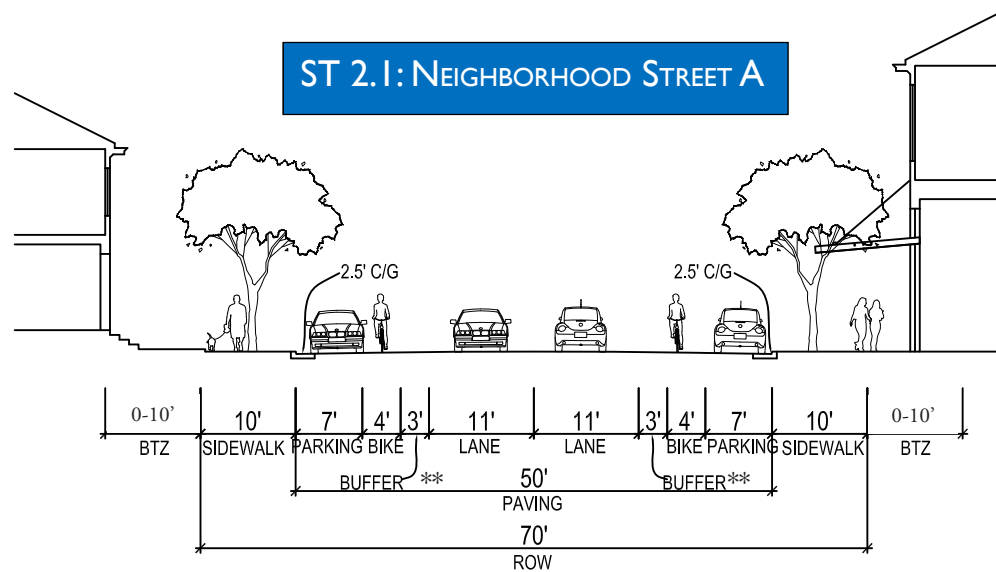 ST 2.1: NEIGHBORHOOD STREET A
2.5' C/G 2.5' C/G
0-10’ 10' 7' 4' 3' 11' 11' 3' 4' 7' 10' 0-10’
BTZ SIDEWALK PARKING BIKE LANE LANE BIKE PARKING SIDEWALK BTZ
BUFFER ** 50' BUFFER**
PAVING
70'
ROW